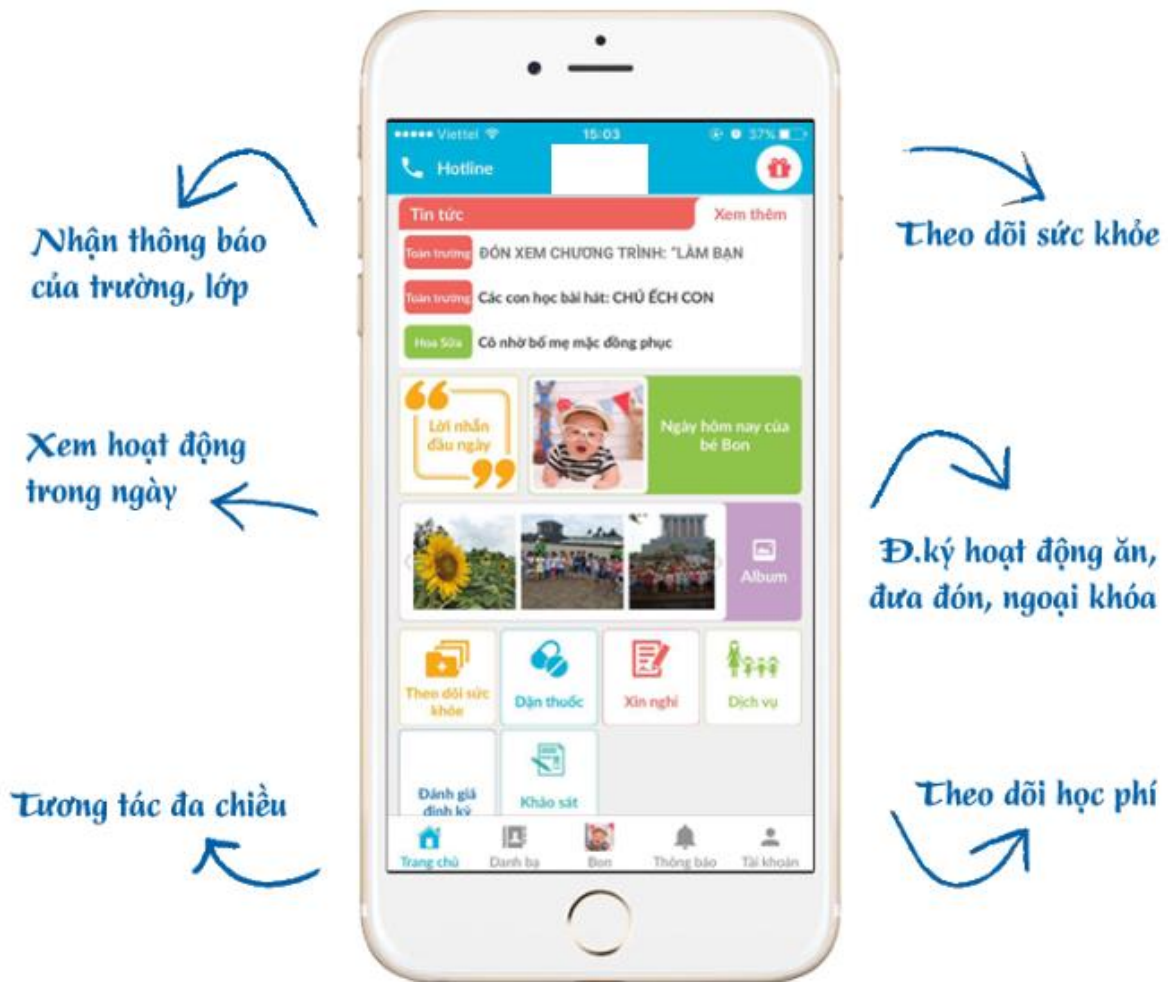 Viettel 15:03 37%
Hotline
Tin tức Xem thêm
Toàn trường ĐÓN XEM CHƯƠNG TRÌNH: "LÀM BẠN
Toàn trường Các con học bài hát: CHÚ ẾCH CON
Hoa Sữa Cô nhờ bố mẹ mặc đồng phục
Lời nhắn
đầu ngày
Ngày hôm nay của
bé Bon
Album
Theo dõi sức
khỏe
Dặn thuốc
Xin nghỉ
Dịch vụ
Đánh giá
định kỳ
Khảo sát
Trang chủ Danh bạ Bon Thông báo Tài khoản
Nhận thông báo
của trường, lớp
Xem hoạt động
trong ngày
Tương tác đa chiều
Theo dõi sức khỏe
Đ.ký hoạt động ăn,
đưa đón, ngoại khóa
Theo dõi học phí